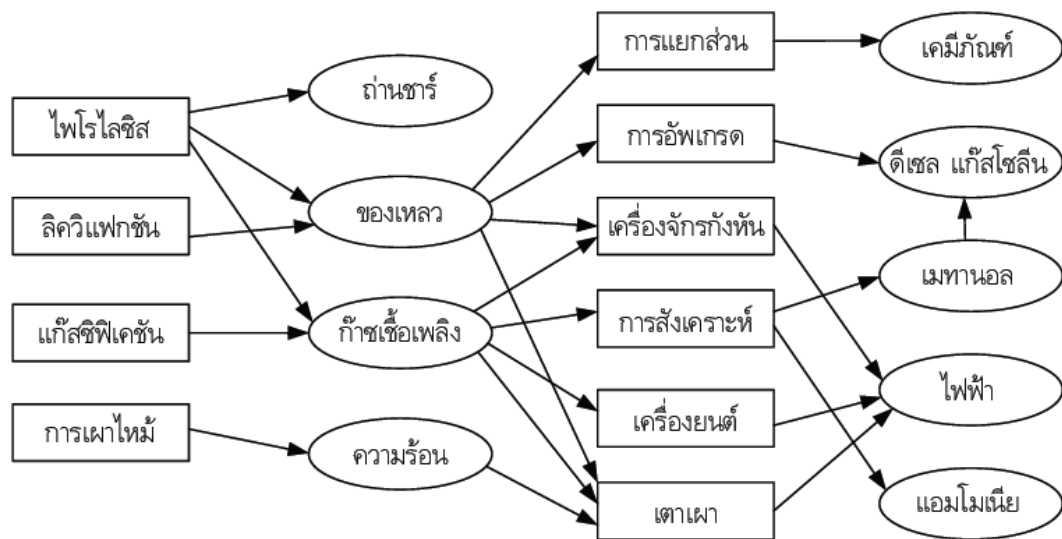 ไพโรไลซิส
ลิควิแฟกชัน
แก๊สซิฟิเคชัน
การเผาไหม้
ถ่านชาร์
ของเหลว
ก๊าซเชื้อเพลิง
ความร้อน
การแยกส่วน
การอัพเกรด
เครื่องจักรกังหัน
การสังเคราะห์
เครื่องยนต์
เตาเผา
เคมีภัณฑ์
ดีเซล แก๊สโซลีน
เมทานอล
ไฟฟ้า
แอมโมเนีย